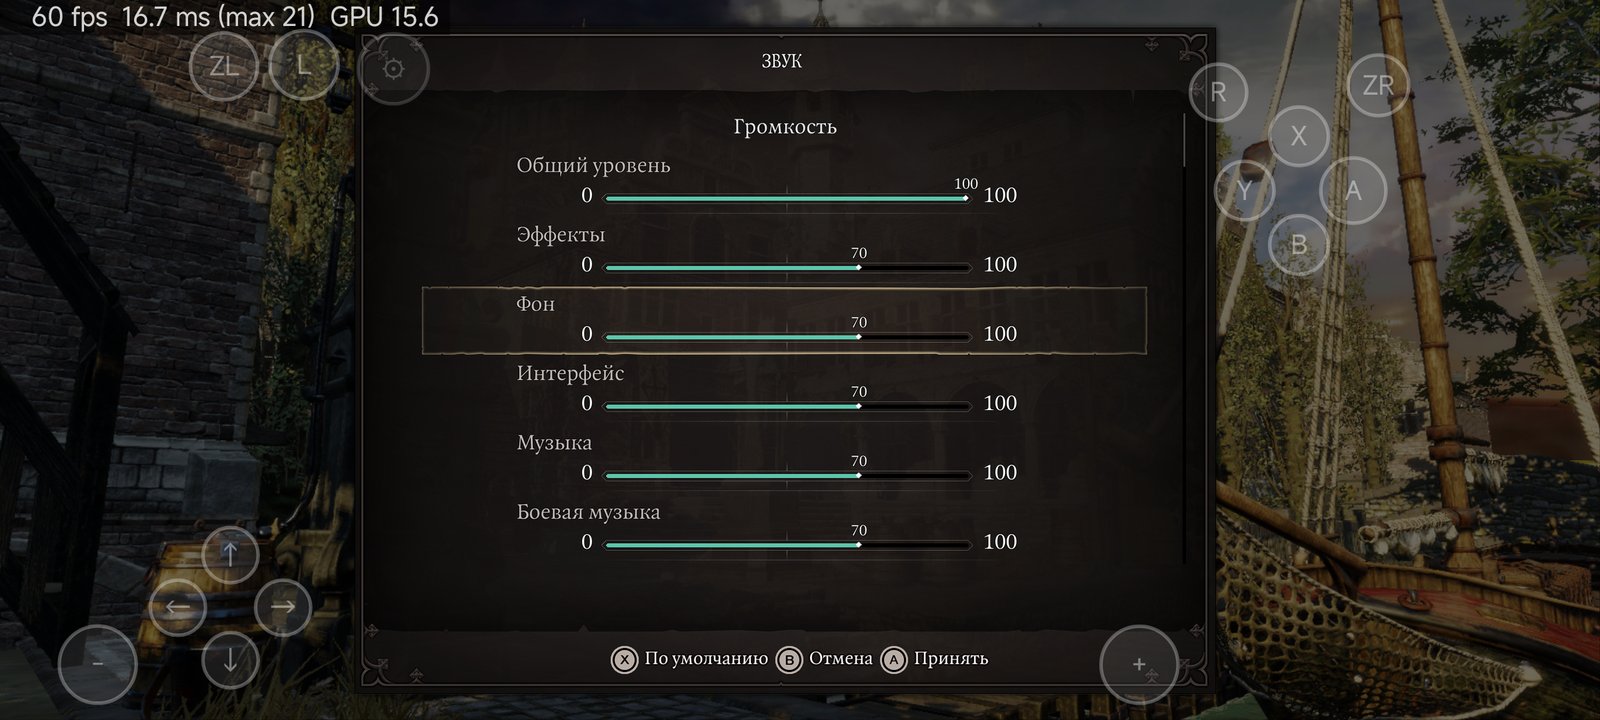 60 fps 16.7 ms (max 21) GPU 15.6
ZL L
R ZR
X
Y A
B
ЗВУК
Громкость
Общий уровень
100
0 100
Эффекты
70
0 100
Фон
70
0 100
Интерфейс
70
0 100
Музыка
70
0 100
Боевая музыка
70
0 100
↑
← →
↓
- +
X По умолчанию B Отмена A Принять